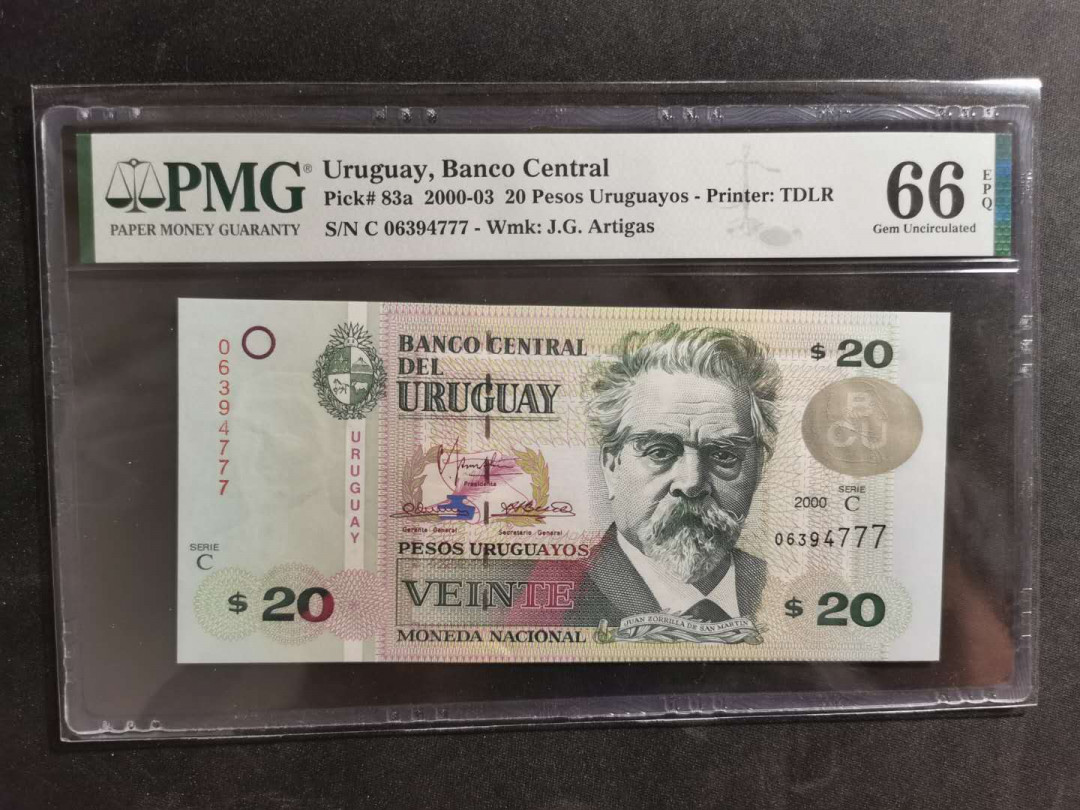 PMG®
PAPER MONEY GUARANTY
Uruguay, Banco Central
Pick# 83a 2000-03 20 Pesos Uruguayos - Printer: TDLR
S/N C 06394777 - Wmk: J.G. Artigas
66
EPQ
Gem Uncirculated
06394777
URUGUAY
SERIE
C
$ 20
BANCO CENTRAL
DEL
URUGUAY
Presidente
Gerente General
Secretario General
PESOS URUGUAYOS
VEINTE
MONEDA NACIONAL
JUAN ZORRILLA DE SAN MARTIN
$ 20
B
CU
2000 SERIE C
06394777
$ 20